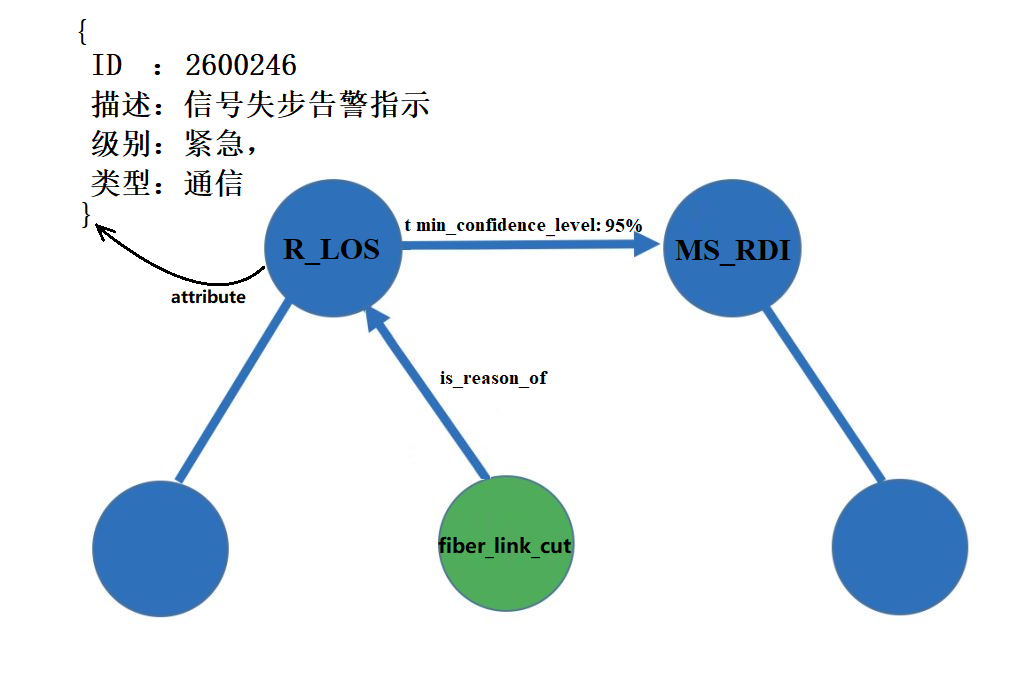 {
ID ：2600246
描述：信号失步告警指示
级别：紧急，
类型：通信
}
t min_confidence_level: 95%
R_LOS
MS_RDI
attribute
is_reason_of
fiber_link_cut